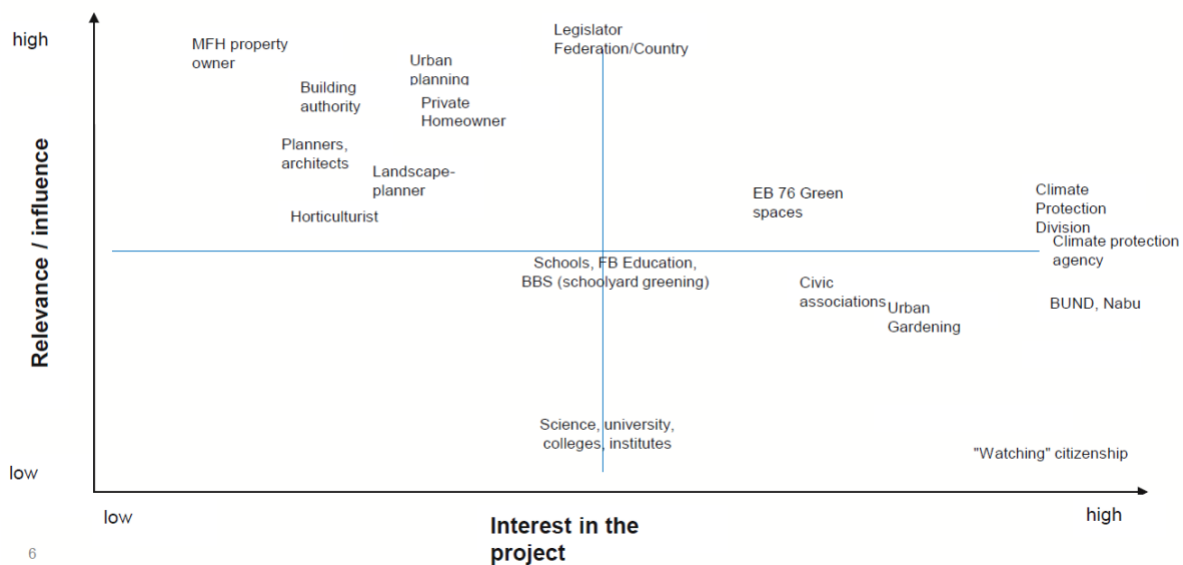 high
MFH property
owner
Building
authority
Urban
planning
Private
Homeowner
Legislator
Federation/Country
Planners,
architects
Landscape-
planner
Horticulturist
EB 76 Green
spaces
Climate
Protection
Division
Climate protection
agency
Relevance / influence
Schools, FB Education,
BBS (schoolyard greening)
Civic
associations
Urban
Gardening
BUND, Nabu
Science, university,
colleges, institutes
"Watching" citizenship
low
low
Interest in the
project
high
6